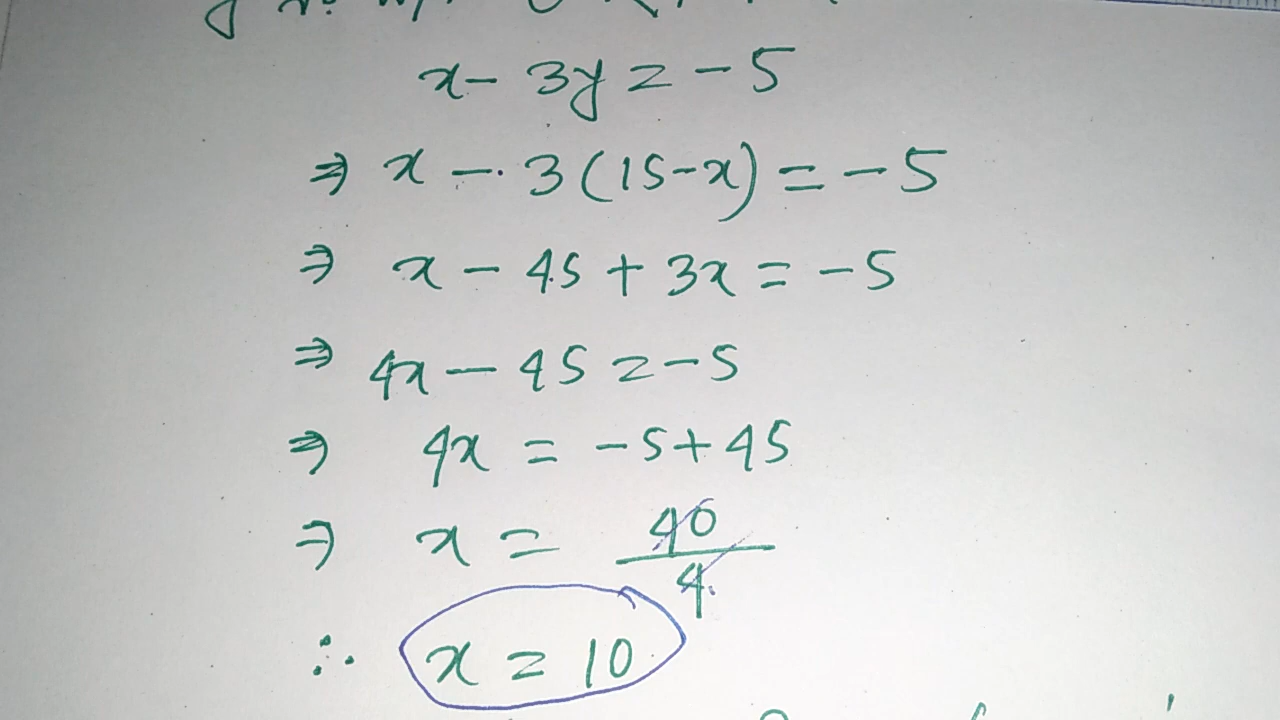 x - 3y = -5
⇒ x - 3(15-x) = -5
⇒ x - 45 + 3x = -5
⇒ 4x - 45 = -5
⇒ 4x = -5+45
⇒ x = 40/4
∴ x = 10